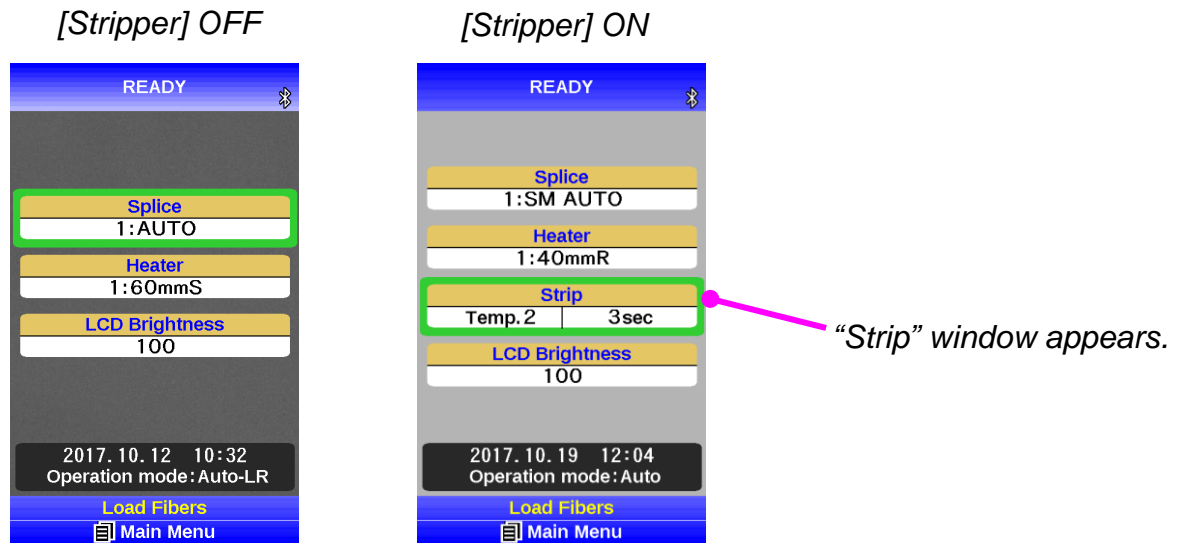 [Stripper] OFF
READY
Splice
1:AUTO
Heater
1:60mmS
LCD Brightness
100
2017.10.12 10:32
Operation mode:Auto-LR
Load Fibers
Main Menu
[Stripper] ON
READY
Splice
1:SM AUTO
Heater
1:40mmR
Strip
Temp.2 3sec
LCD Brightness
100
2017.10.19 12:04
Operation mode:Auto
Load Fibers
Main Menu
“Strip” window appears.